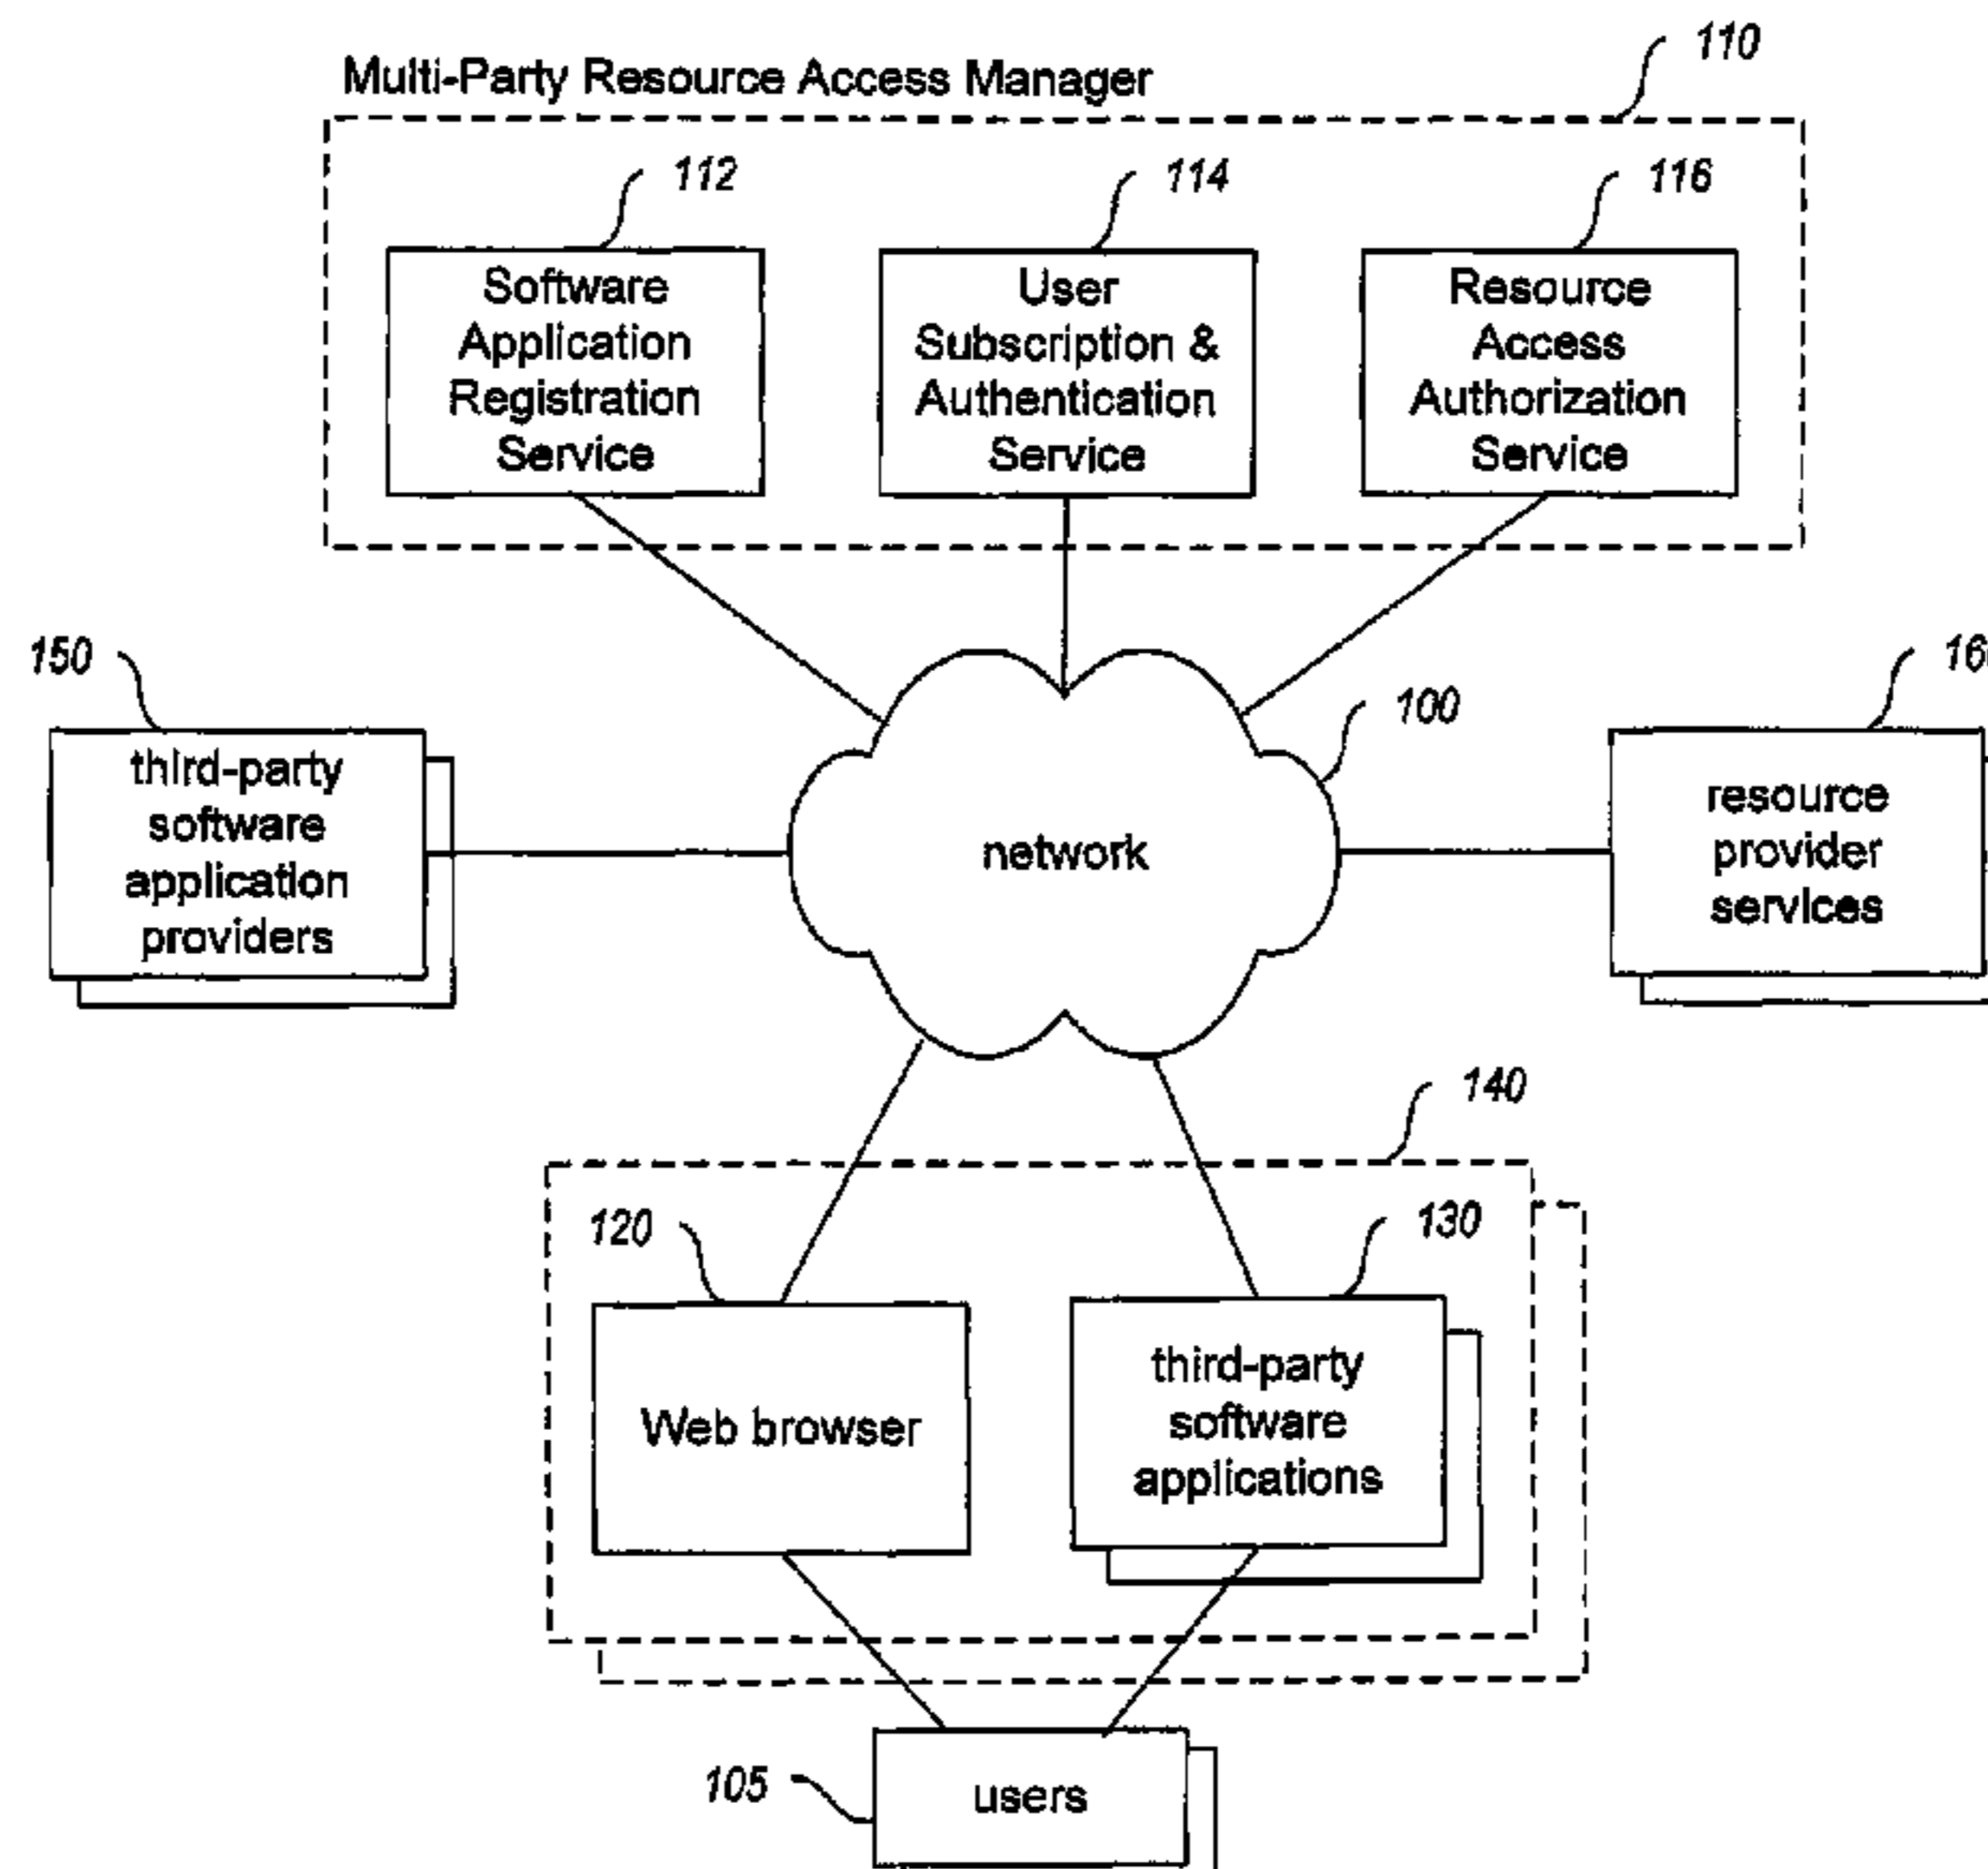 110
Multi-Party Resource Access Manager
112
114
116
Software
Application
Registration
Service
User
Subscription &
Authentication
Service
Resource
Access
Authorization
Service
150
100
third-party
software
application
providers
network
resource
provider
services
140
120
130
Web browser
third-party
software
applications
105
users